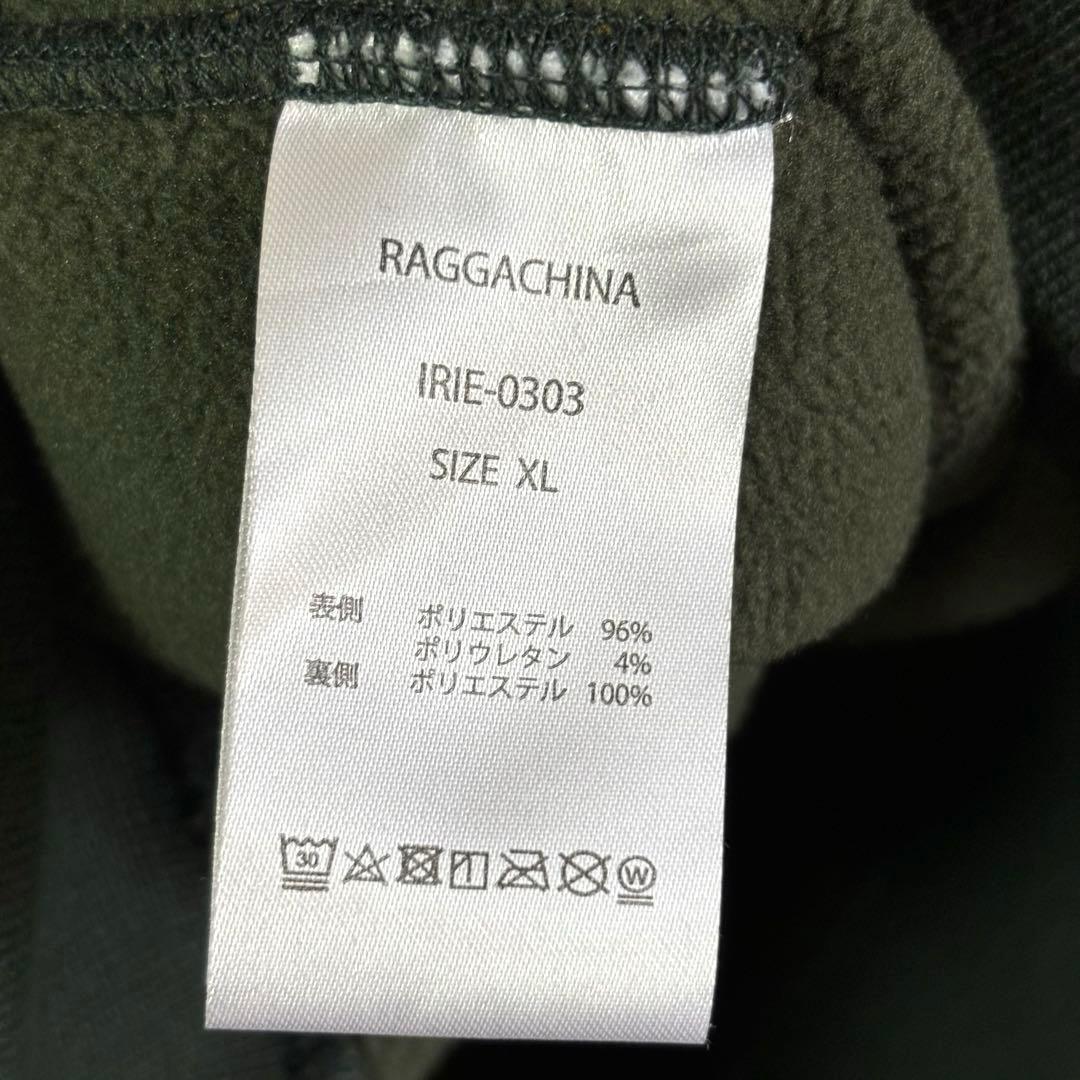 RAGGACHINA
IRIE-0303
SIZE XL
表側 ポリエステル 96%
ポリウレタン 4%
裏側 ポリエステル 100%
30 W